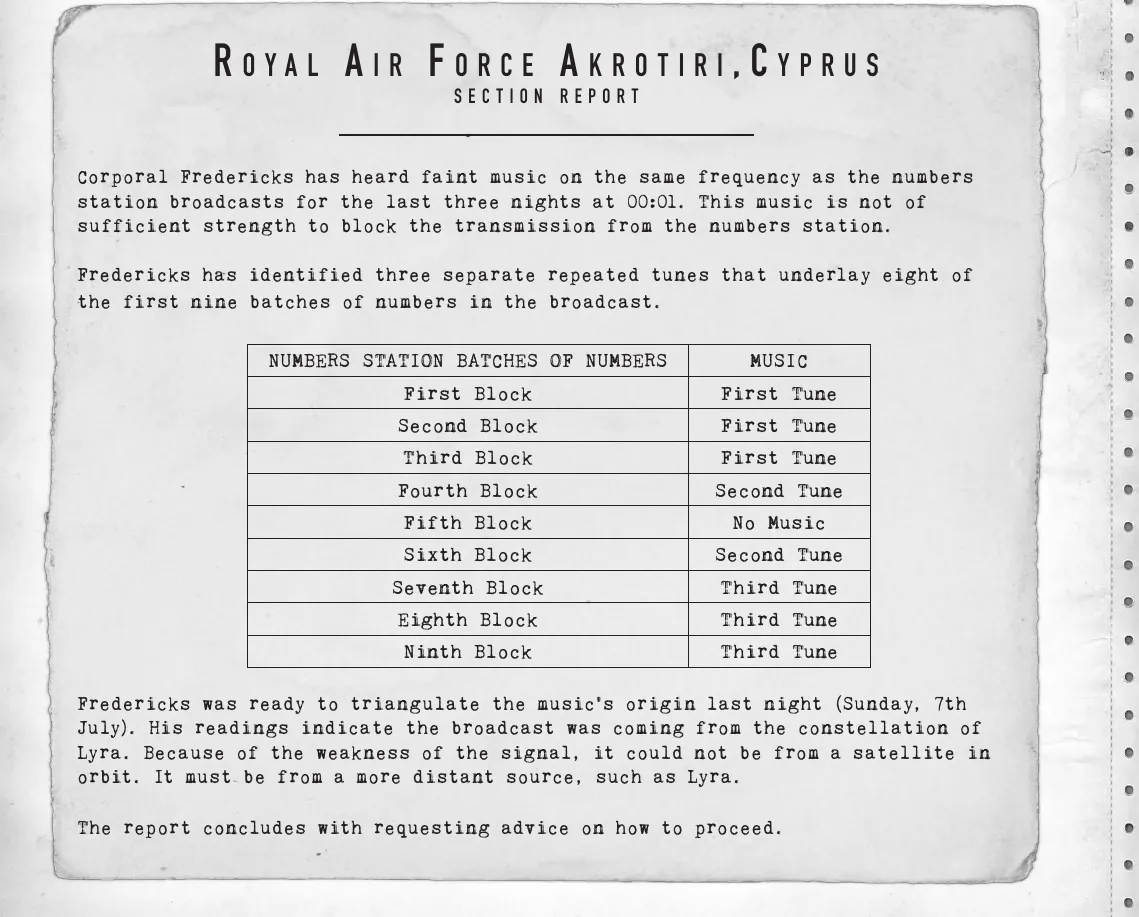 ROYAL AIR FORCE AKROTIRI, CYPRUS
SECTION REPORT
Corporal Fredericks has heard faint music on the same frequency as the numbers
station broadcasts for the last three nights at 00:01. This music is not of
sufficient strength to block the transmission from the numbers station.
Fredericks has identified three separate repeated tunes that underlay eight of
the first nine batches of numbers in the broadcast.
NUMBERS STATION BATCHES OF NUMBERS MUSIC
First Block First Tune
Second Block First Tune
Third Block First Tune
Fourth Block Second Tune
Fifth Block No Music
Sixth Block Second Tune
Seventh Block Third Tune
Eighth Block Third Tune
Ninth Block Third Tune
Fredericks was ready to triangulate the music's origin last night (Sunday, 7th
July). His readings indicate the broadcast was coming from the constellation of
Lyra. Because of the weakness of the signal, it could not be from a satellite in
orbit. It must be from a more distant source, such as Lyra.
The report concludes with requesting advice on how to proceed.